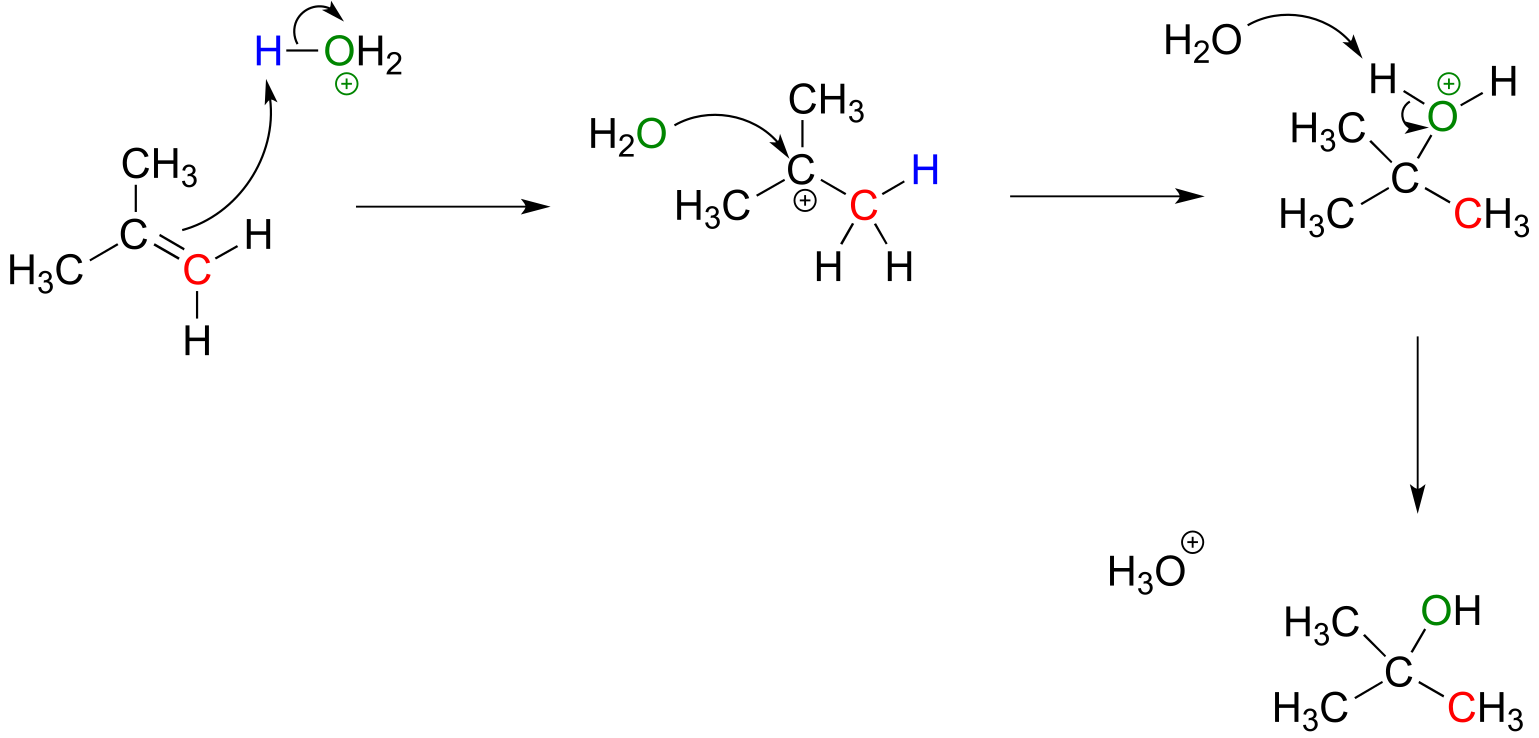 H OH2
⊕
CH3
C H
H3C C
H
CH3
H2O
C H
H3C ⊕ C
H H
H2O
H ⊕ H
O
H3C
C
H3C CH3
H3O⊕
OH
H3C
C
H3C CH3